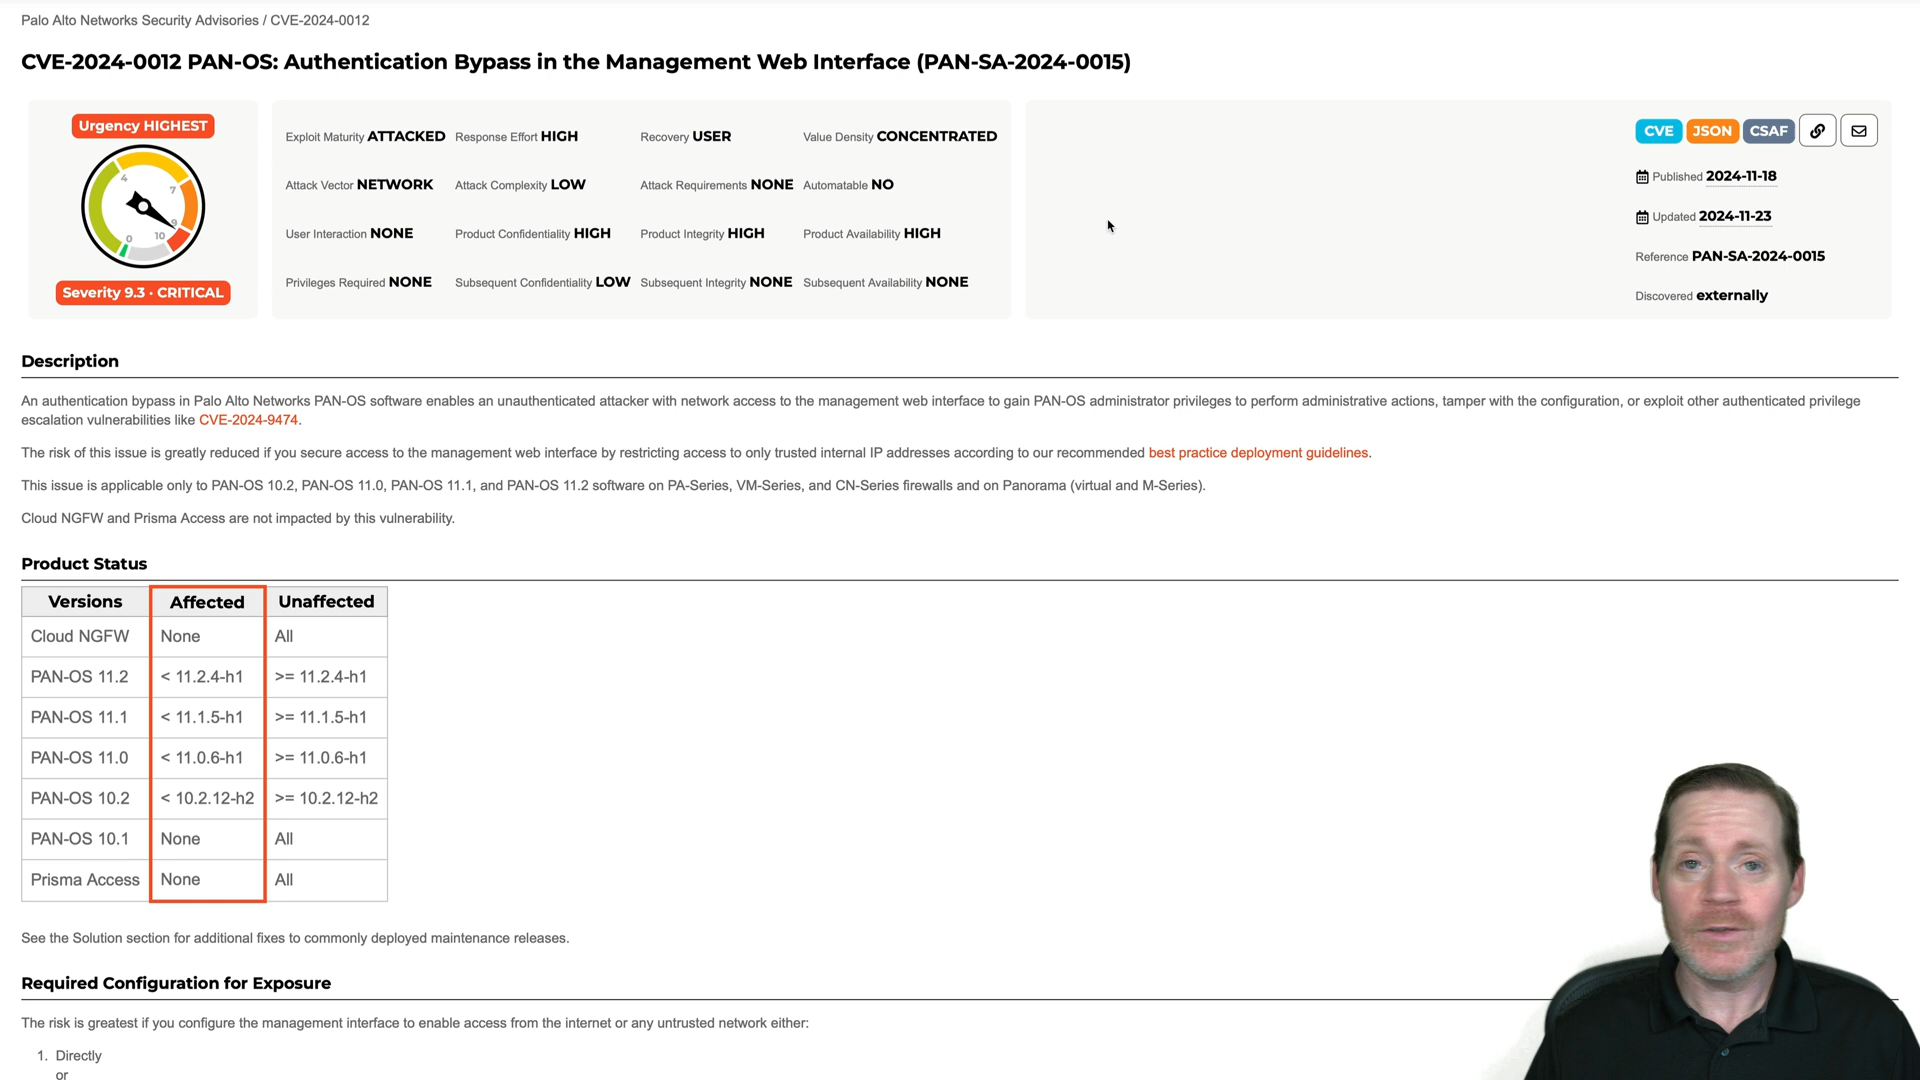 Palo Alto Networks Security Advisories / CVE-2024-0012
CVE-2024-0012 PAN-OS: Authentication Bypass in the Management Web Interface (PAN-SA-2024-0015)
Urgency HIGHEST
4
7
9
0
10
Severity 9.3 · CRITICAL
Exploit Maturity ATTACKED Response Effort HIGH Recovery USER Value Density CONCENTRATED
Attack Vector NETWORK Attack Complexity LOW Attack Requirements NONE Automatable NO
User Interaction NONE Product Confidentiality HIGH Product Integrity HIGH Product Availability HIGH
Privileges Required NONE Subsequent Confidentiality LOW Subsequent Integrity NONE Subsequent Availability NONE
CVE JSON CSAF
Published 2024-11-18
Updated 2024-11-23
Reference PAN-SA-2024-0015
Discovered externally
Description
An authentication bypass in Palo Alto Networks PAN-OS software enables an unauthenticated attacker with network access to the management web interface to gain PAN-OS administrator privileges to perform administrative actions, tamper with the configuration, or exploit other authenticated privilege
escalation vulnerabilities like CVE-2024-9474.
The risk of this issue is greatly reduced if you secure access to the management web interface by restricting access to only trusted internal IP addresses according to our recommended best practice deployment guidelines.
This issue is applicable only to PAN-OS 10.2, PAN-OS 11.0, PAN-OS 11.1, and PAN-OS 11.2 software on PA-Series, VM-Series, and CN-Series firewalls and on Panorama (virtual and M-Series).
Cloud NGFW and Prisma Access are not impacted by this vulnerability.
Product Status
Versions Affected Unaffected
Cloud NGFW None All
PAN-OS 11.2 < 11.2.4-h1 >= 11.2.4-h1
PAN-OS 11.1 < 11.1.5-h1 >= 11.1.5-h1
PAN-OS 11.0 < 11.0.6-h1 >= 11.0.6-h1
PAN-OS 10.2 < 10.2.12-h2 >= 10.2.12-h2
PAN-OS 10.1 None All
Prisma Access None All
See the Solution section for additional fixes to commonly deployed maintenance releases.
Required Configuration for Exposure
The risk is greatest if you configure the management interface to enable access from the internet or any untrusted network either:
1. Directly
or